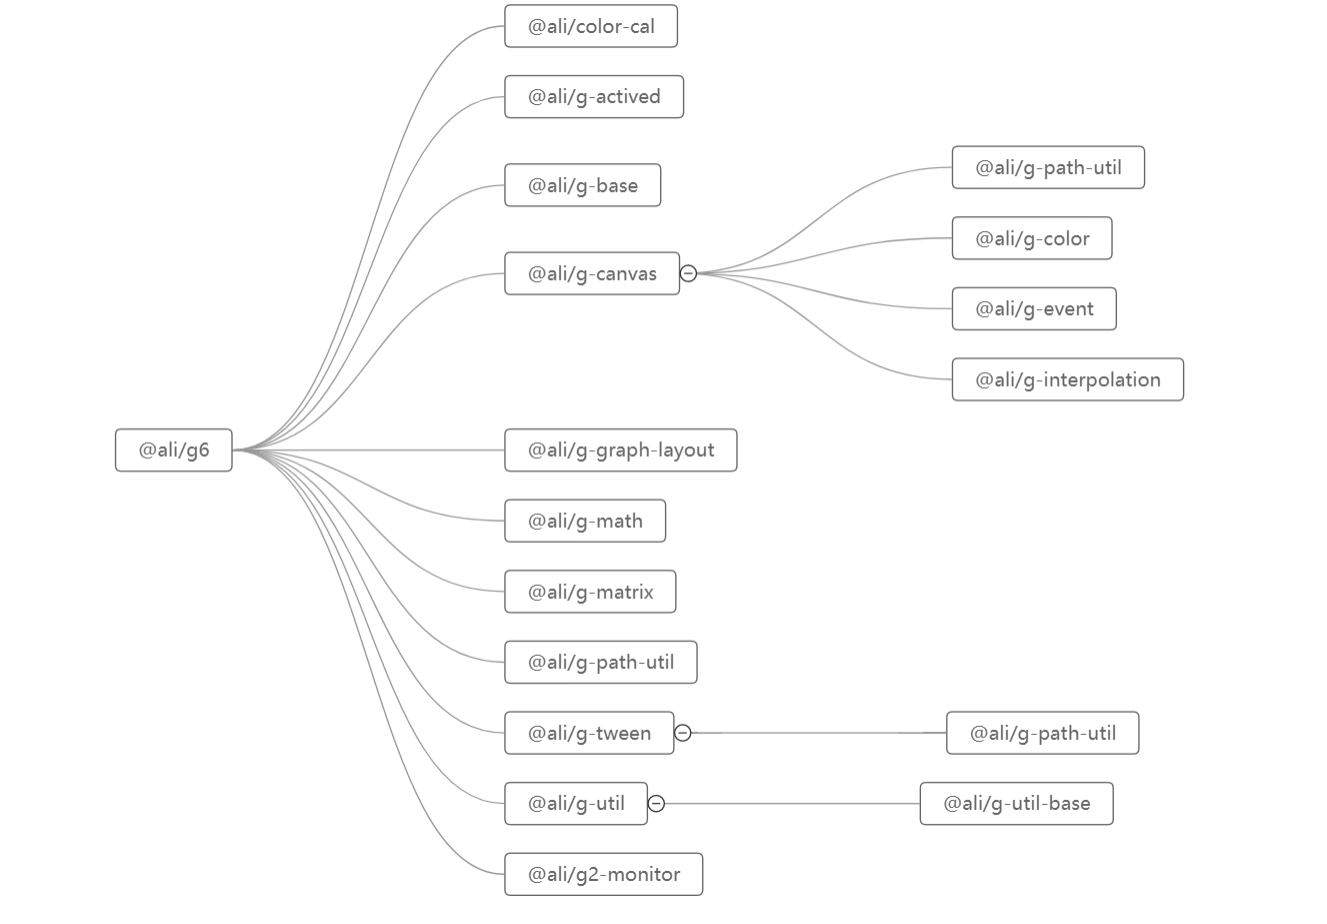 @ali/color-cal
@ali/g-actived
@ali/g-path-util
@ali/g-base
@ali/g-color
@ali/g-canvas
@ali/g-event
@ali/g-interpolation
@ali/g6
@ali/g-graph-layout
@ali/g-math
@ali/g-matrix
@ali/g-path-util
@ali/g-tween
@ali/g-path-util
@ali/g-util
@ali/g-util-base
@ali/g2-monitor